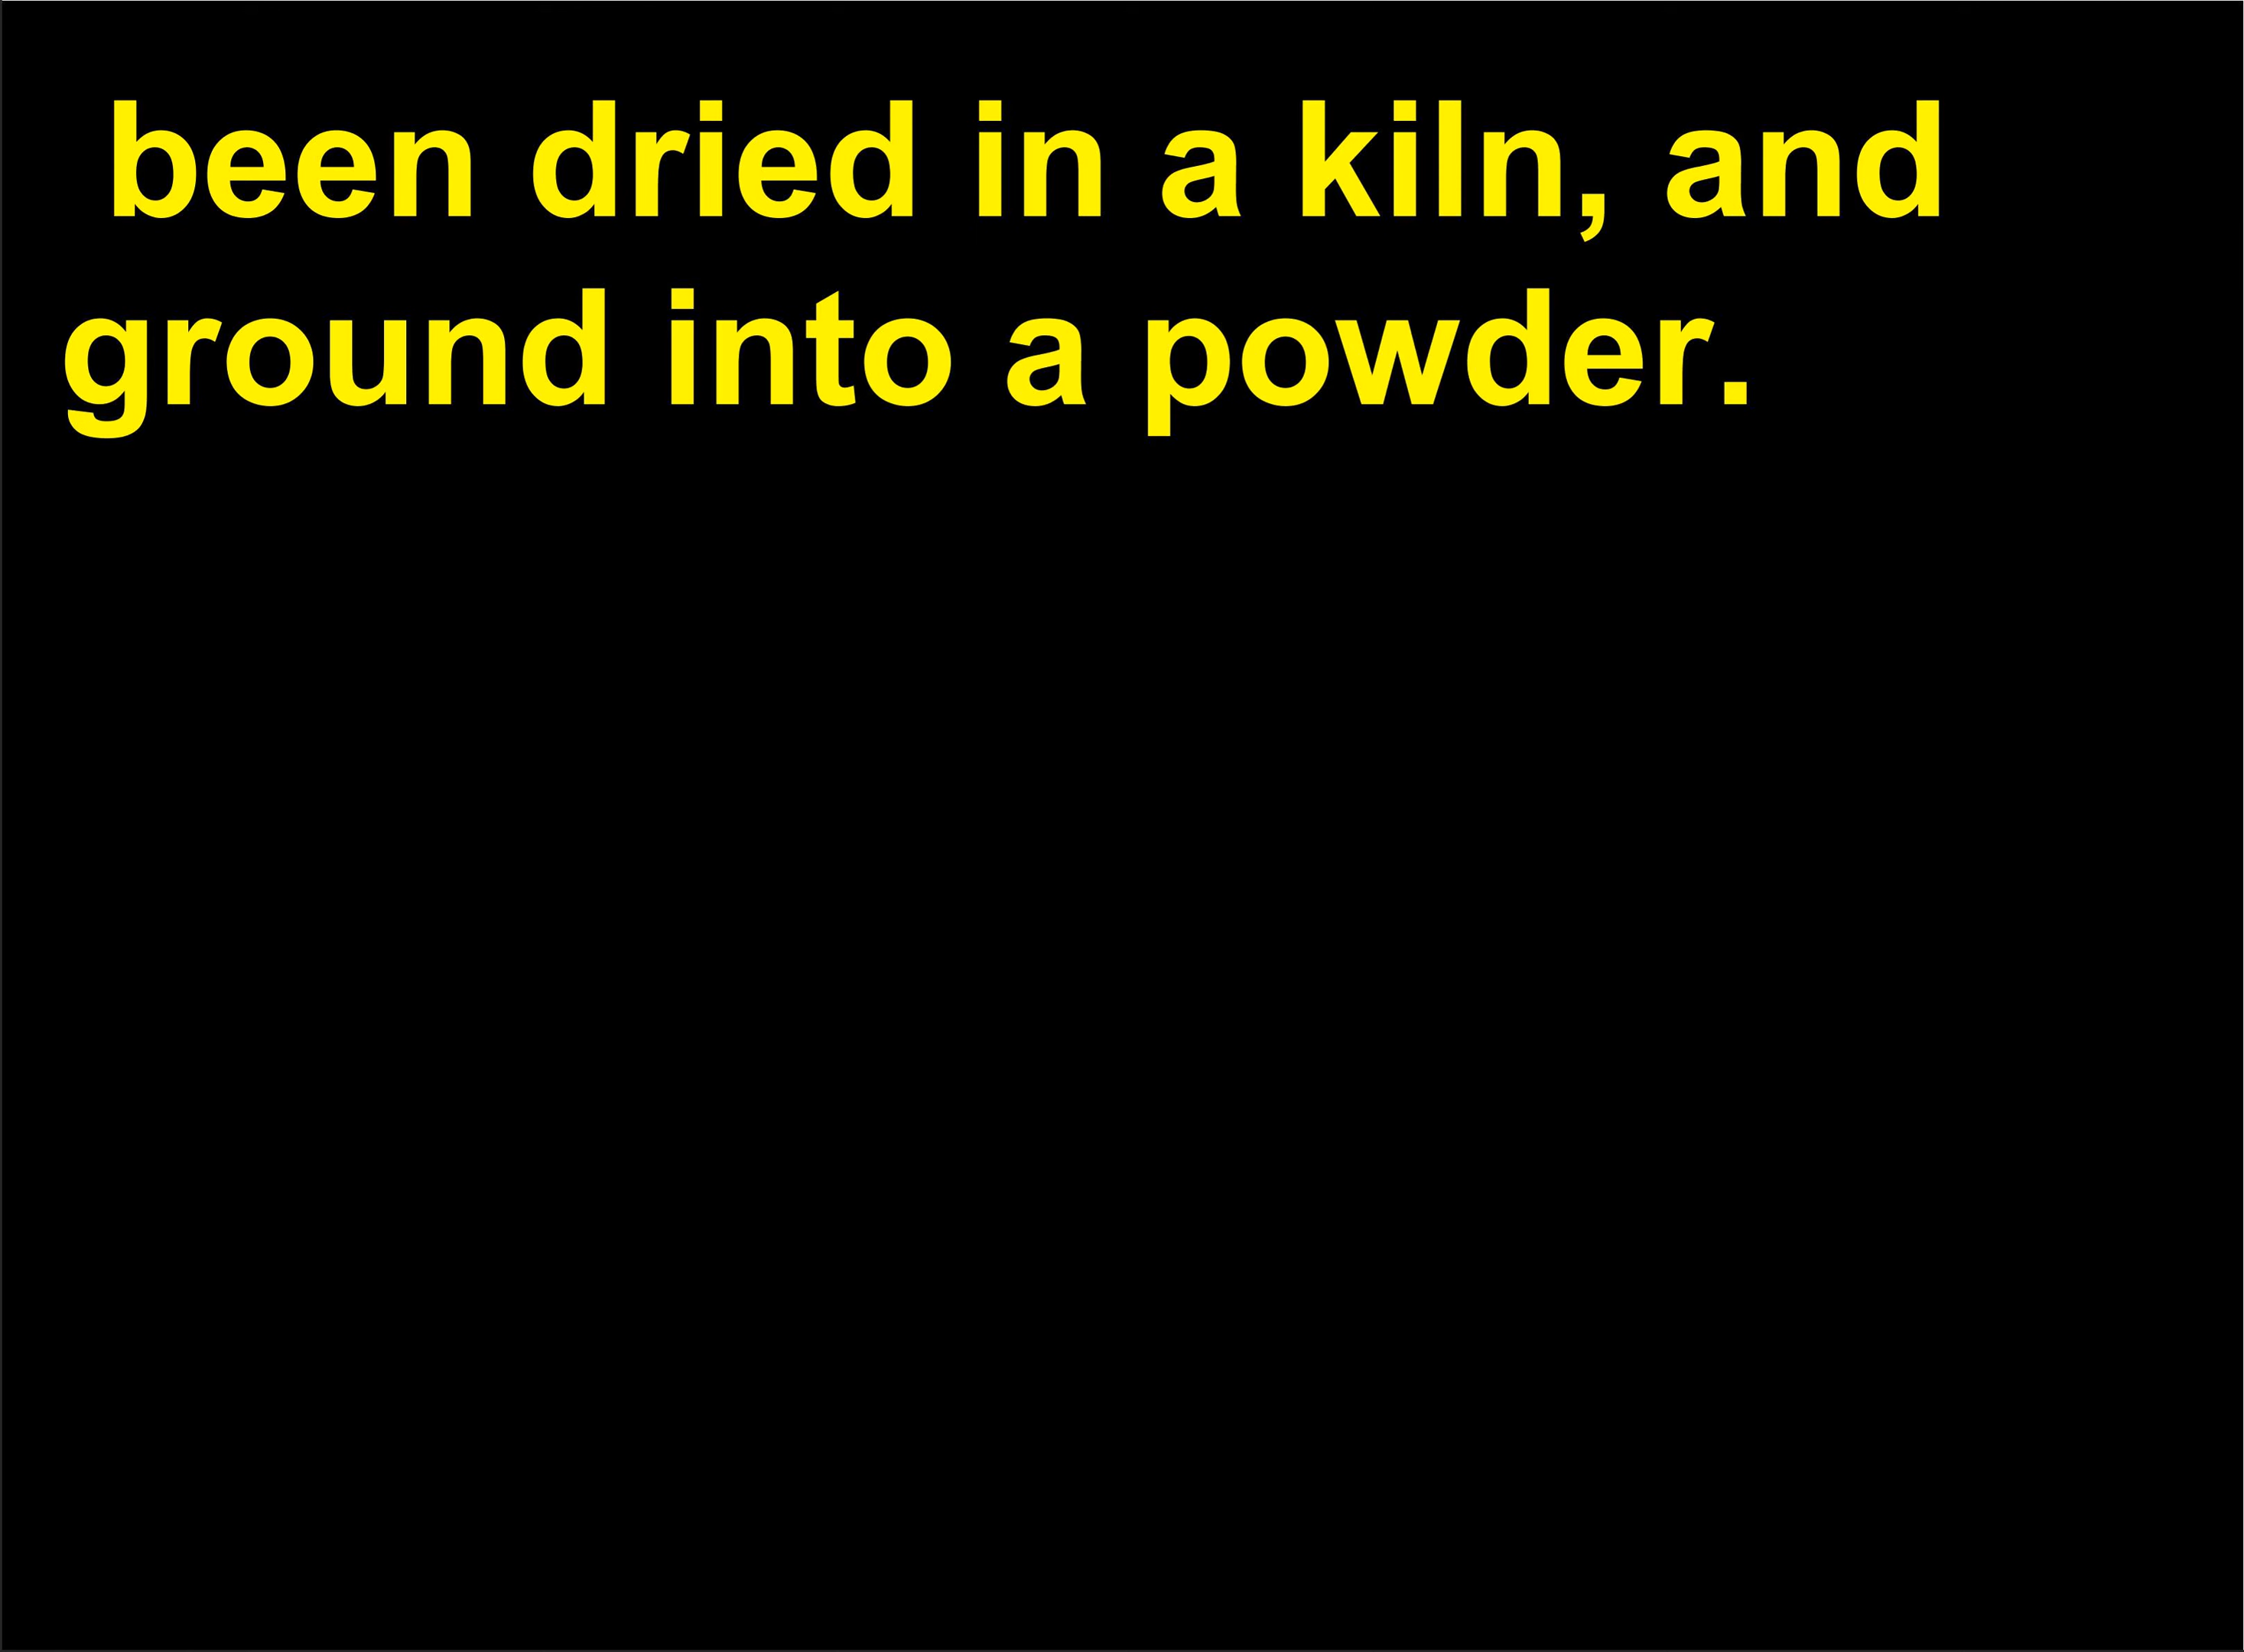 been dried in a kiln, and
ground into a powder.